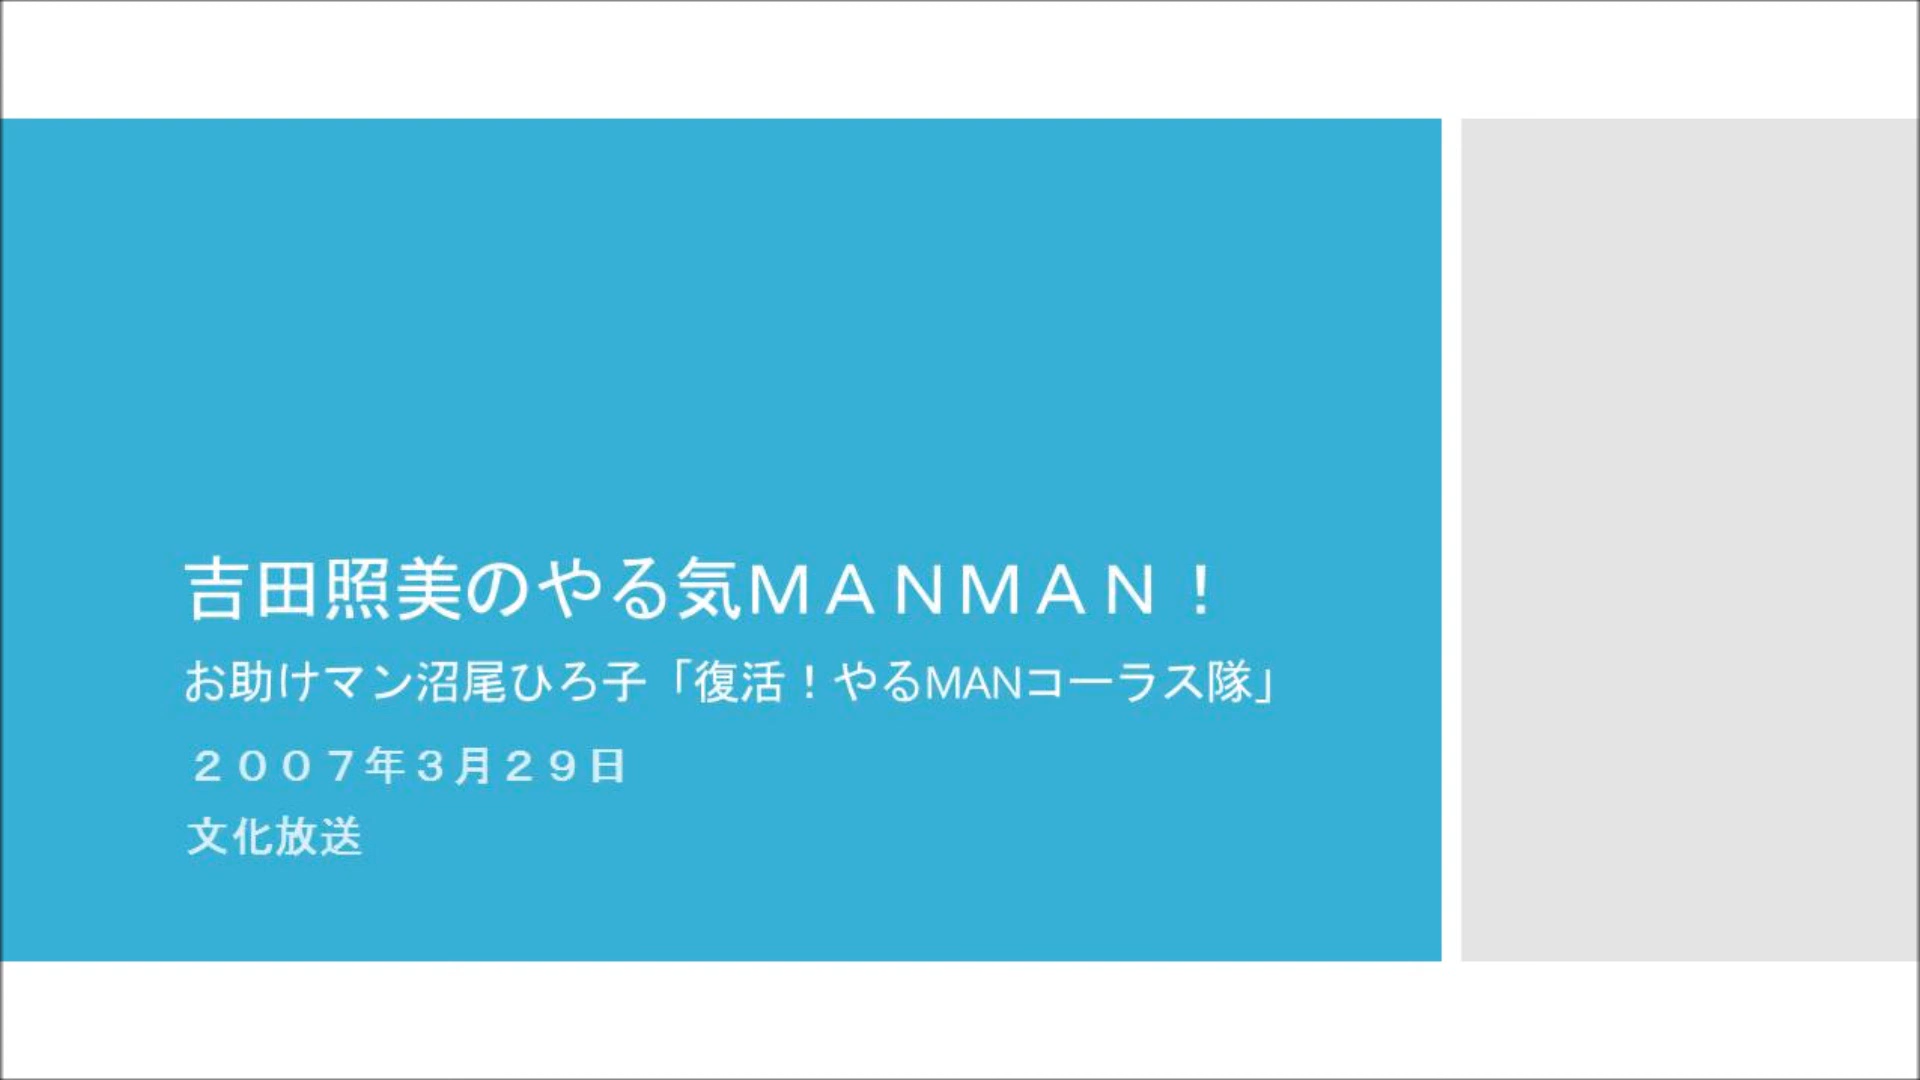 吉田照美のやる気ＭＡＮＭＡＮ！
お助けマン沼尾ひろ子「復活！やるMANコーラス隊」
２００７年３月２９日
文化放送